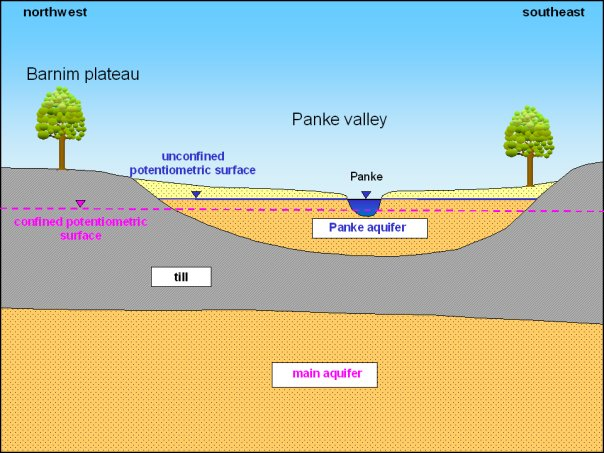 northwest
southeast
Barnim plateau
Panke valley
unconfined
potentiometric surface
Panke
confined potentiometric
surface
Panke aquifer
till
main aquifer